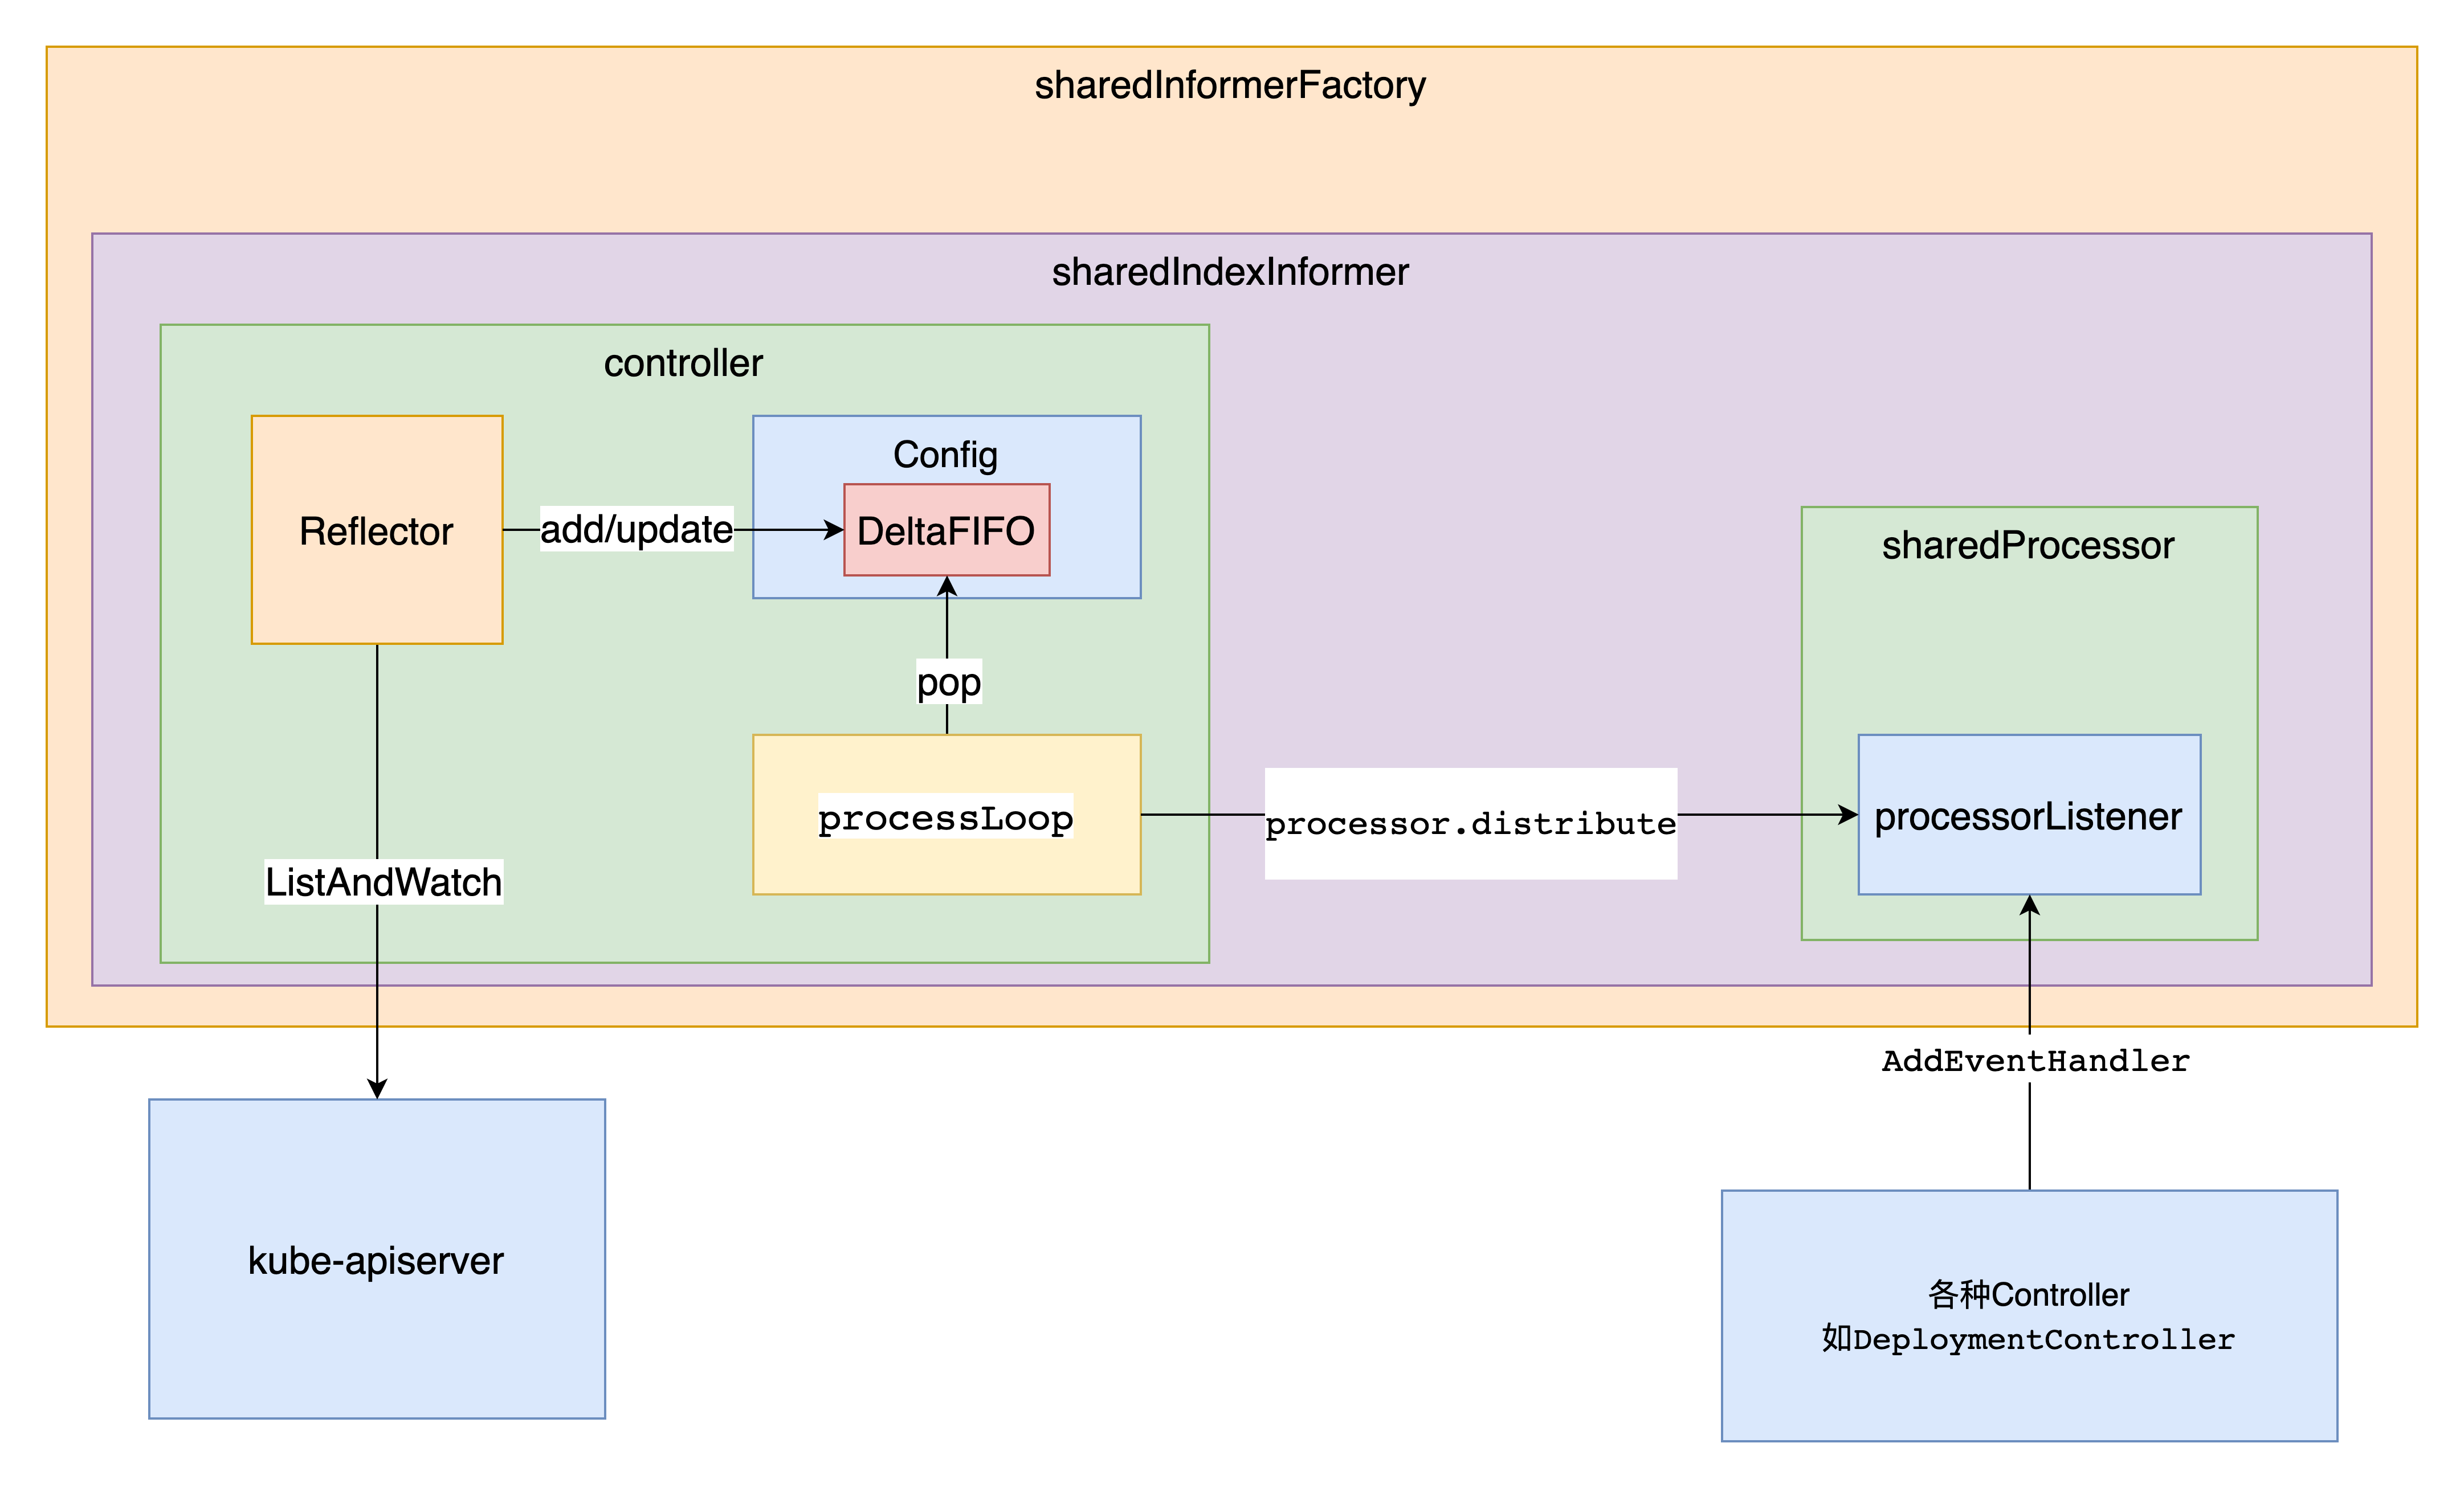 sharedInformerFactory
sharedIndexInformer
controller
Reflector
add/update
Config
DeltaFIFO
pop
processLoop
ListAndWatch
processor.distribute
sharedProcessor
processorListener
AddEventHandler
kube-apiserver
各种Controller
如DeploymentController